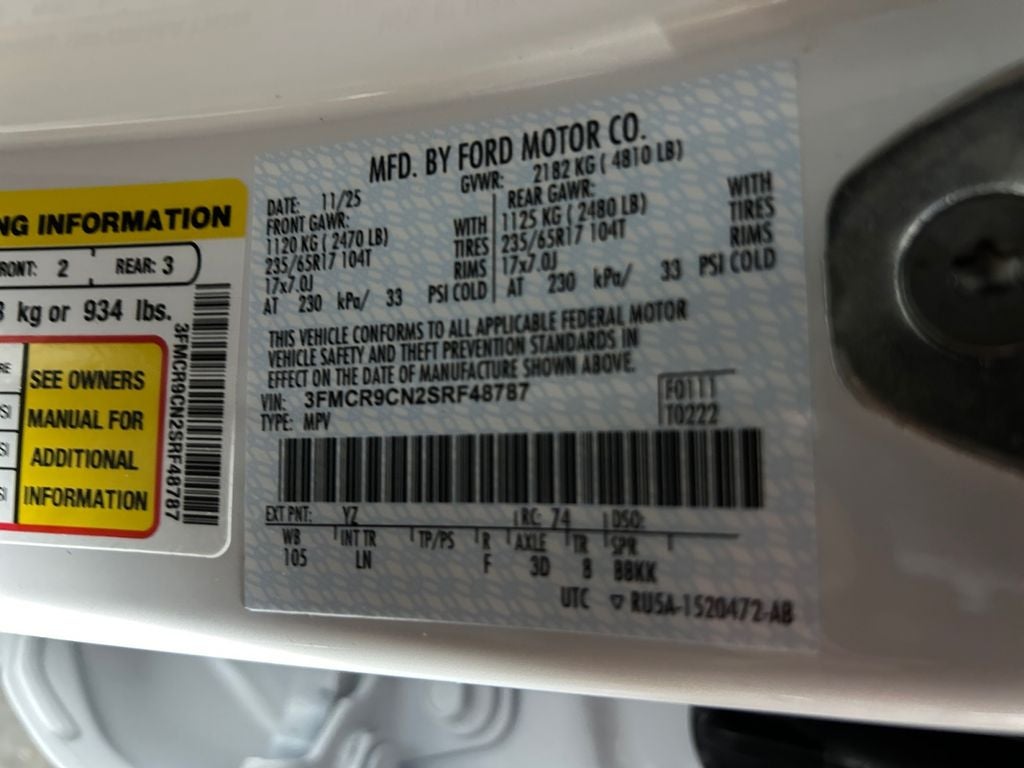 MFD. BY FORD MOTOR CO.
DATE: 11/25 GVWR: 2182 KG ( 4810 LB)
FRONT GAWR: REAR GAWR:
1120 KG ( 2470 LB) WITH 1125 KG ( 2480 LB) WITH
235/65R17 104T TIRES 235/65R17 104T TIRES
17x7.0J RIMS 17x7.0J RIMS
AT 230 kPa/ 33 PSI COLD AT 230 kPa/ 33 PSI COLD
THIS VEHICLE CONFORMS TO ALL APPLICABLE FEDERAL MOTOR
VEHICLE SAFETY AND THEFT PREVENTION STANDARDS IN
EFFECT ON THE DATE OF MANUFACTURE SHOWN ABOVE.
VIN: 3FMCR9CN2SRF48787 F0111
TYPE: MPV T0222
EXT PNT: YZ RC: 74 DSO:
WB INT TR TP/PS R AXLE TR SPR
105 LN F 3D 8 BBKK
UTC ▽ RU5A-1520472-AB
NG INFORMATION
RONT: 2 REAR: 3
kg or 934 lbs.
SEE OWNERS
MANUAL FOR
ADDITIONAL
INFORMATION
3FMCR9CN2SRF48787